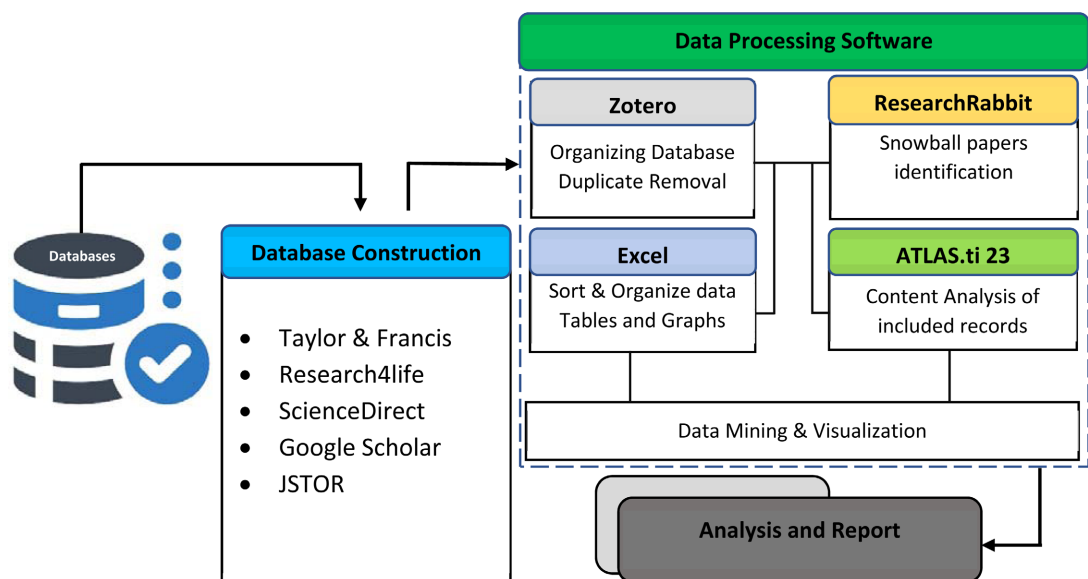 Data Processing Software
Zotero
Organizing Database
Duplicate Removal
ResearchRabbit
Snowball papers
identification
Databases
Database Construction
• Taylor & Francis
• Research4life
• ScienceDirect
• Google Scholar
• JSTOR
Excel
Sort & Organize data
Tables and Graphs
ATLAS.ti 23
Content Analysis of
included records
Data Mining & Visualization
Analysis and Report